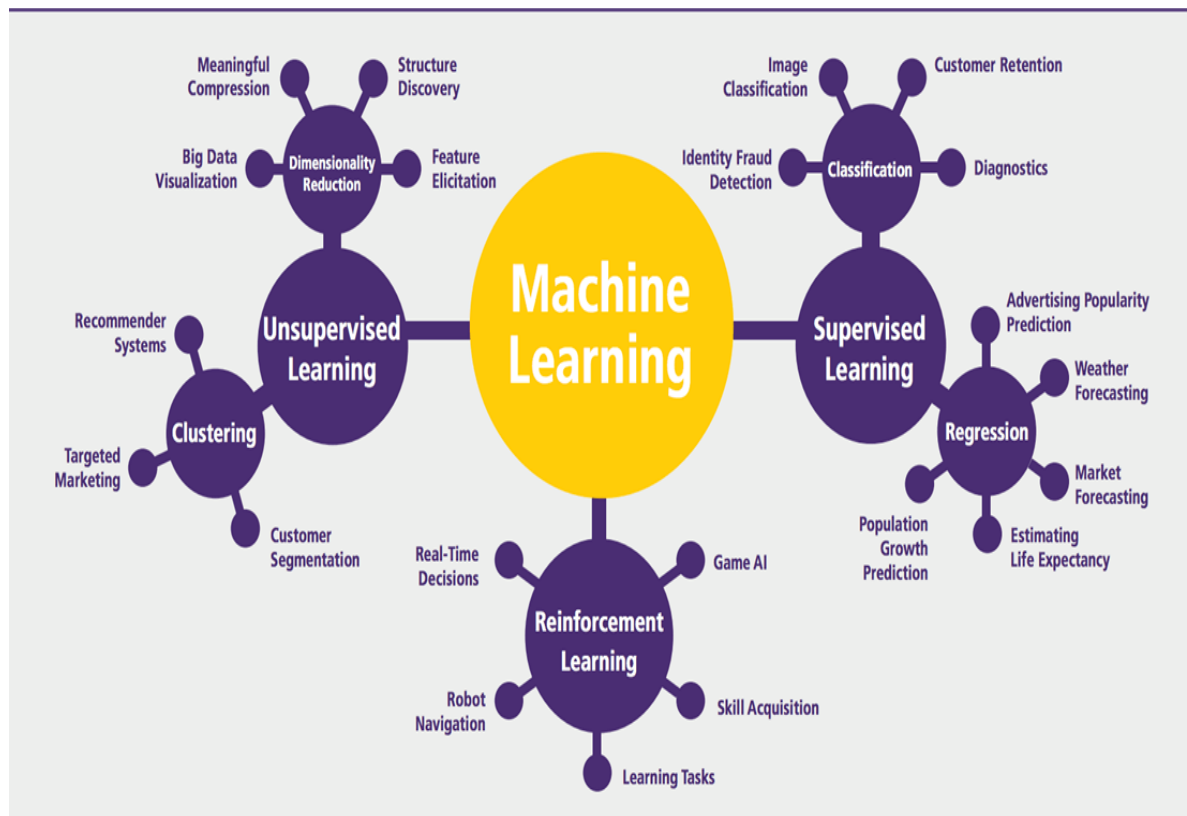 Machine
Learning
Unsupervised
Learning
Dimensionality
Reduction
Meaningful
Compression
Structure
Discovery
Big Data
Visualization
Feature
Elicitation
Clustering
Recommender
Systems
Targeted
Marketing
Customer
Segmentation
Supervised
Learning
Classification
Image
Classification
Customer Retention
Identity Fraud
Detection
Diagnostics
Regression
Advertising Popularity
Prediction
Weather
Forecasting
Market
Forecasting
Estimating
Life Expectancy
Population
Growth
Prediction
Reinforcement
Learning
Real-Time
Decisions
Game AI
Robot
Navigation
Skill Acquisition
Learning Tasks